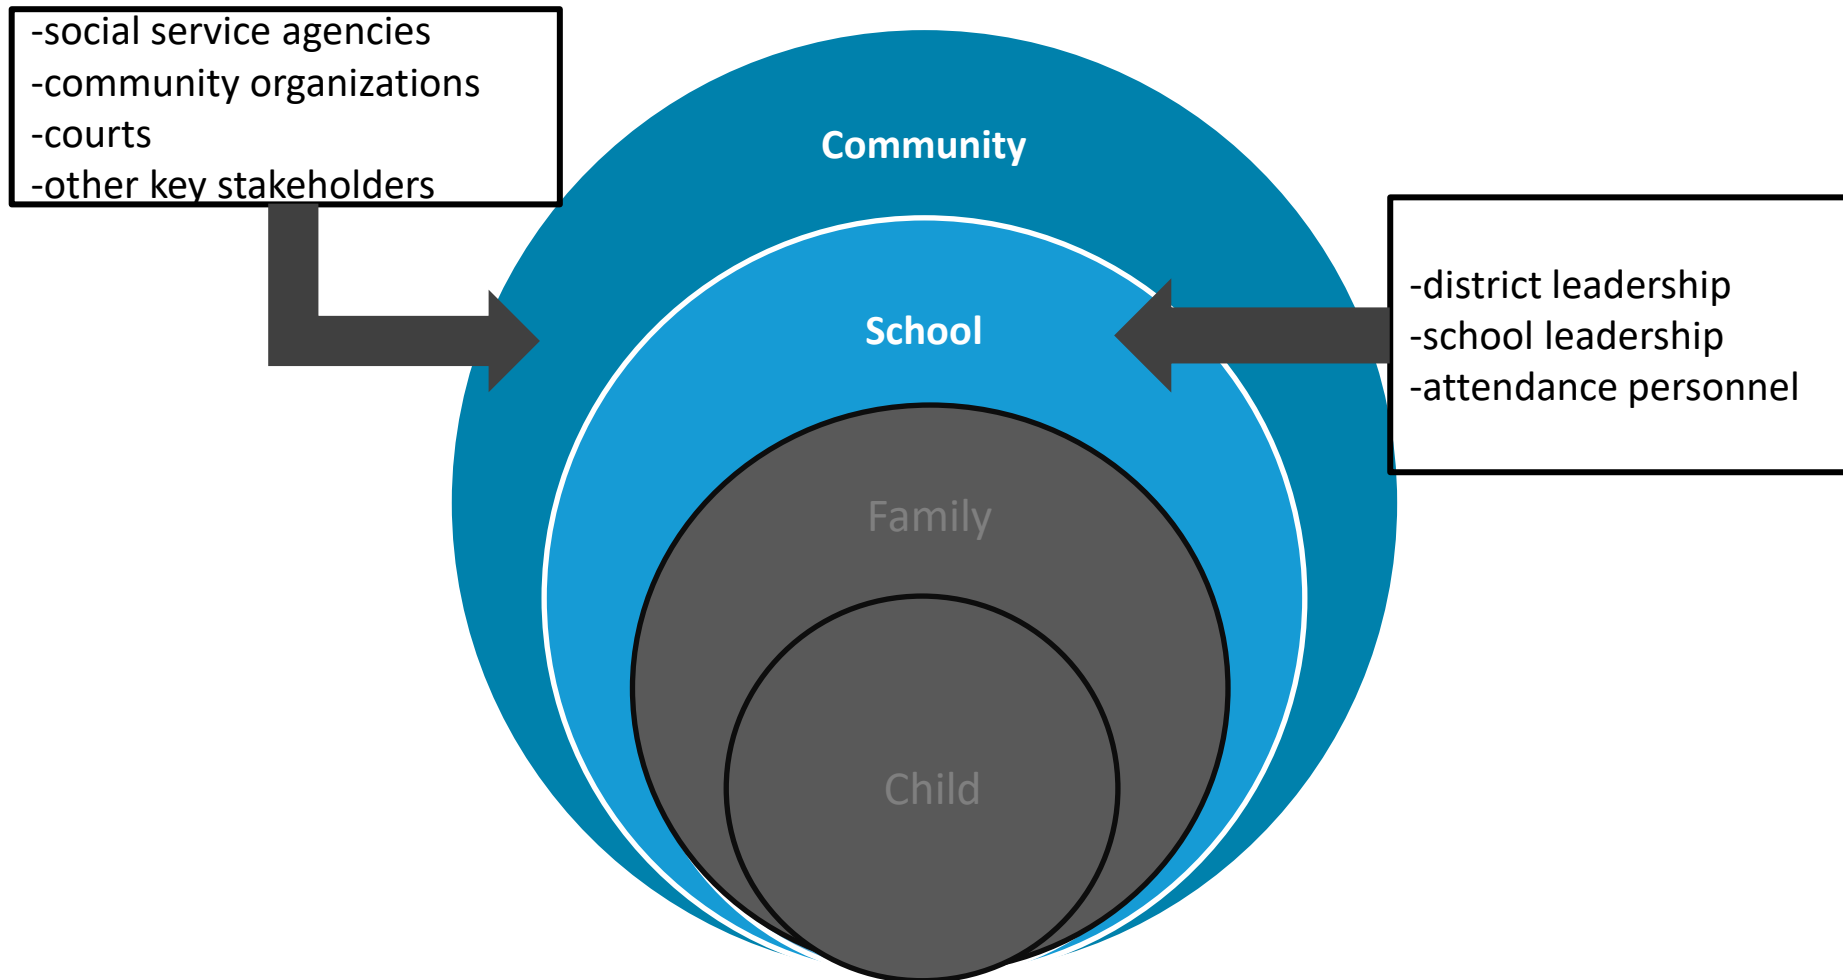 -social service agencies
-community organizations
-courts
-other key stakeholders
Community
School
-district leadership
-school leadership
-attendance personnel
Family
Child